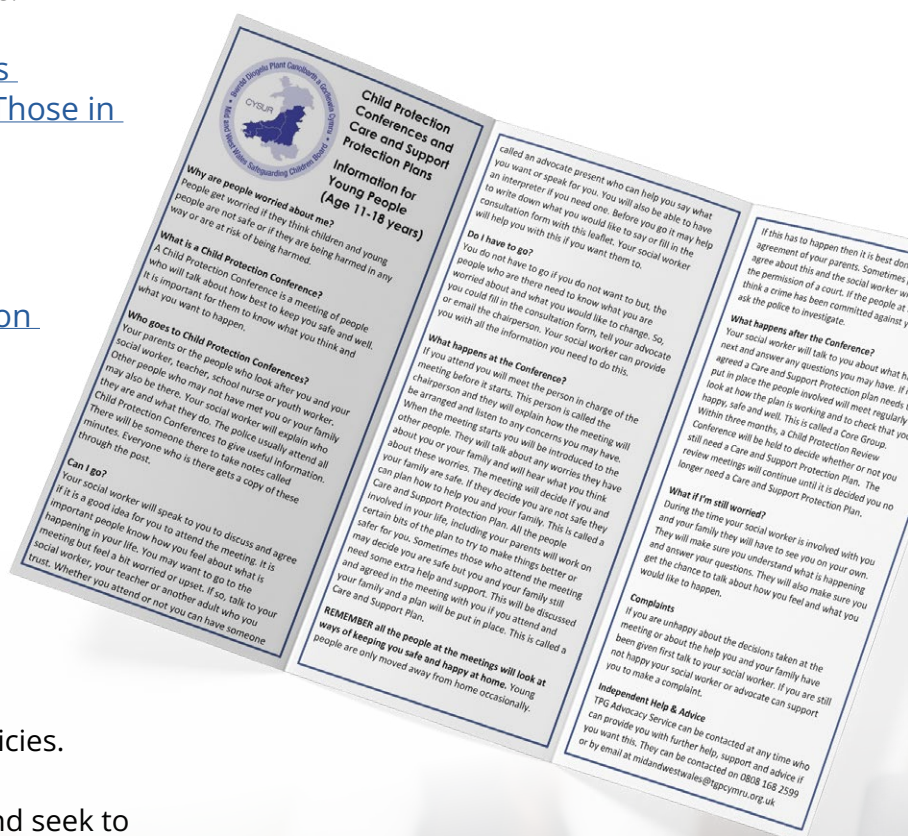 s
Those in
on
icies.
nd seek to
Bwrdd Diogelu Plant Canolbarth a Gorllewin Cymru
CYSUR
Mid and West Wales Safeguarding Children Board
Child Protection
Conferences and
Care and Support
Protection Plans
Information for
Young People
(Age 11-18 years)
Why are people worried about me?
People get worried if they think children and young
people are not safe or if they are being harmed in any
way or are at risk of being harmed.
What is a Child Protection Conference?
A Child Protection Conference is a meeting of people
who will talk about how best to keep you safe and well.
It is important for them to know what you think and
what you want to happen.
Who goes to Child Protection Conferences?
Your parents or the people who look after you and your
social worker, teacher, school nurse or youth worker.
Other people who may not have met you or your family
may also be there. Your social worker will explain who
they are and what they do. The police usually attend all
Child Protection Conferences to give useful information.
There will be someone there to take notes called
minutes. Everyone who is there gets a copy of these
through the post.
Can I go?
Your social worker will speak to you to discuss and agree
if it is a good idea for you to attend the meeting. It is
important people know how you feel about what is
happening in your life. You may want to go to the
meeting but feel a bit worried or upset. If so, talk to your
social worker, your teacher or another adult who you
trust. Whether you attend or not you can have someone
called an advocate present who can help you say what
you want or speak for you. You will also be able to have
an interpreter if you need one. Before you go it may help
to write down what you would like to say or fill in the
consultation form with this leaflet. Your social worker
will help you with this if you want them to.
Do I have to go?
You do not have to go if you do not want to but, the
people who are there need to know what you are
worried about and what you would like to change. So,
you could fill in the consultation form, tell your advocate
or email the chairperson. Your social worker can provide
you with all the information you need to do this.
What happens at the Conference?
If you attend you will meet the person in charge of the
meeting before it starts. This person is called the
chairperson and they will explain how the meeting will
be arranged and listen to any concerns you may have.
When the meeting starts you will be introduced to the
other people. They will talk about any worries they have
about you or your family and will hear what you think
about these worries. The meeting will decide if you and
your family are safe. If they decide you are not safe they
can plan how to help you and your family. This is called a
Care and Support Protection Plan. All the people
involved in your life, including your parents will work on
certain bits of the plan to try to make things better or
safer for you. Sometimes those who attend the meeting
may decide you are safe but you and your family still
need some extra help and support. This will be discussed
and agreed in the meeting with you if you attend and
your family and a plan will be put in place. This is called a
Care and Support Plan.
REMEMBER all the people at the meetings will look at
ways of keeping you safe and happy at home. Young
people are only moved away from home occasionally.
If this has to happen then it is best don
agreement of your parents. Sometimes p
agree about this and the social worker wi
the permission of a court. If the people at
think a crime has been committed against y
ask the police to investigate.
What happens after the Conference?
Your social worker will talk to you about what h
next and answer any questions you may have. If i
agreed a Care and Support Protection plan needs t
put in place the people involved will meet regularly
look at how the plan is working and to check that you
happy, safe and well. This is called a Core Group.
Within three months, a Child Protection Review
Conference will be held to decide whether or not you
still need a Care and Support Protection Plan. The
review meetings will continue until it is decided you no
longer need a Care and Support Protection Plan.
What if I'm still worried?
During the time your social worker is involved with you
and your family they will have to see you on your own.
They will make sure you understand what is happening
and answer your questions. They will also make sure you
get the chance to talk about how you feel and what you
would like to happen.
Complaints
If you are unhappy about the decisions taken at the
meeting or about the help you and your family have
been given first talk to your social worker. If you are still
not happy your social worker or advocate can support
you to make a complaint.
Independent Help & Advice
TPG Advocacy Service can be contacted at any time who
can provide you with further help, support and advice if
you want this. They can be contacted on 0808 168 2599
or by email at midandwestwales@tgpcymru.org.uk